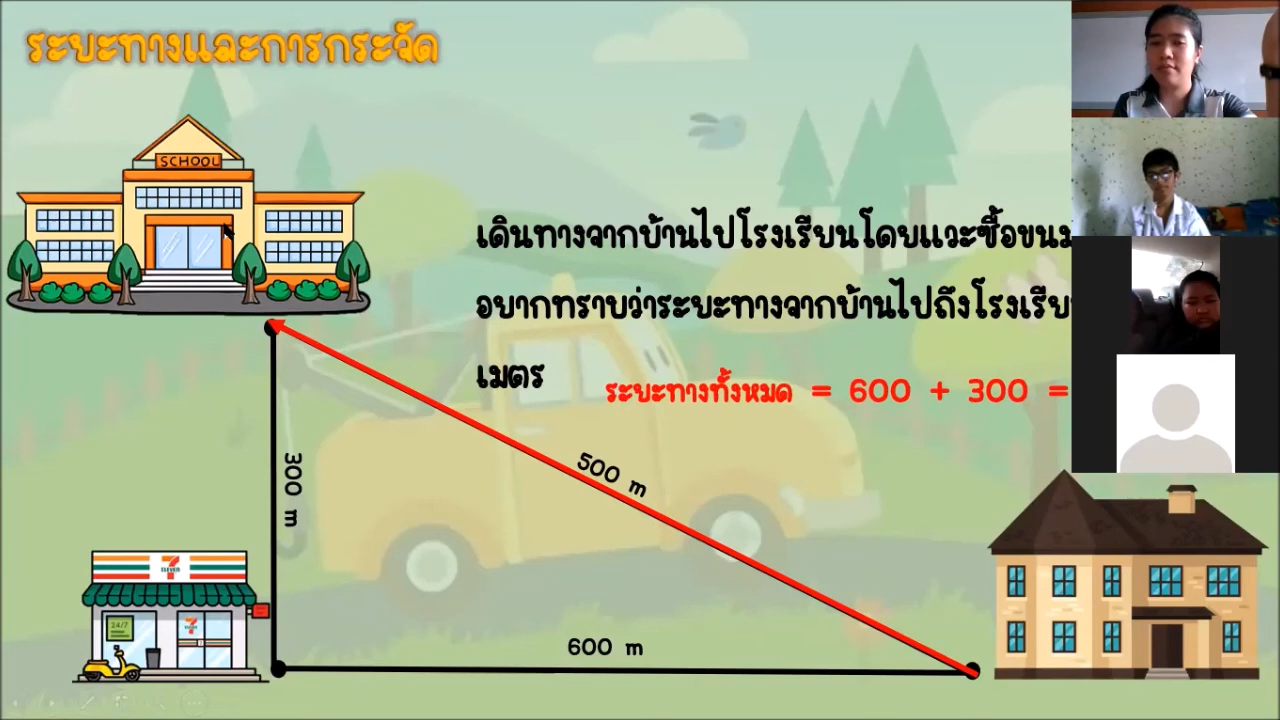 ระยะทางและการกระจัด
SCHOOL
เดินทางจากบ้านไปโรงเรียนโดยแวะซื้อขนม
อยากทราบว่าระยะทางจากบ้านไปถึงโรงเรีย
เมตร
ระยะทางทั้งหมด = 600 + 300 =
500 m
300 m
7
ELEVEN
24/7
7
600 m